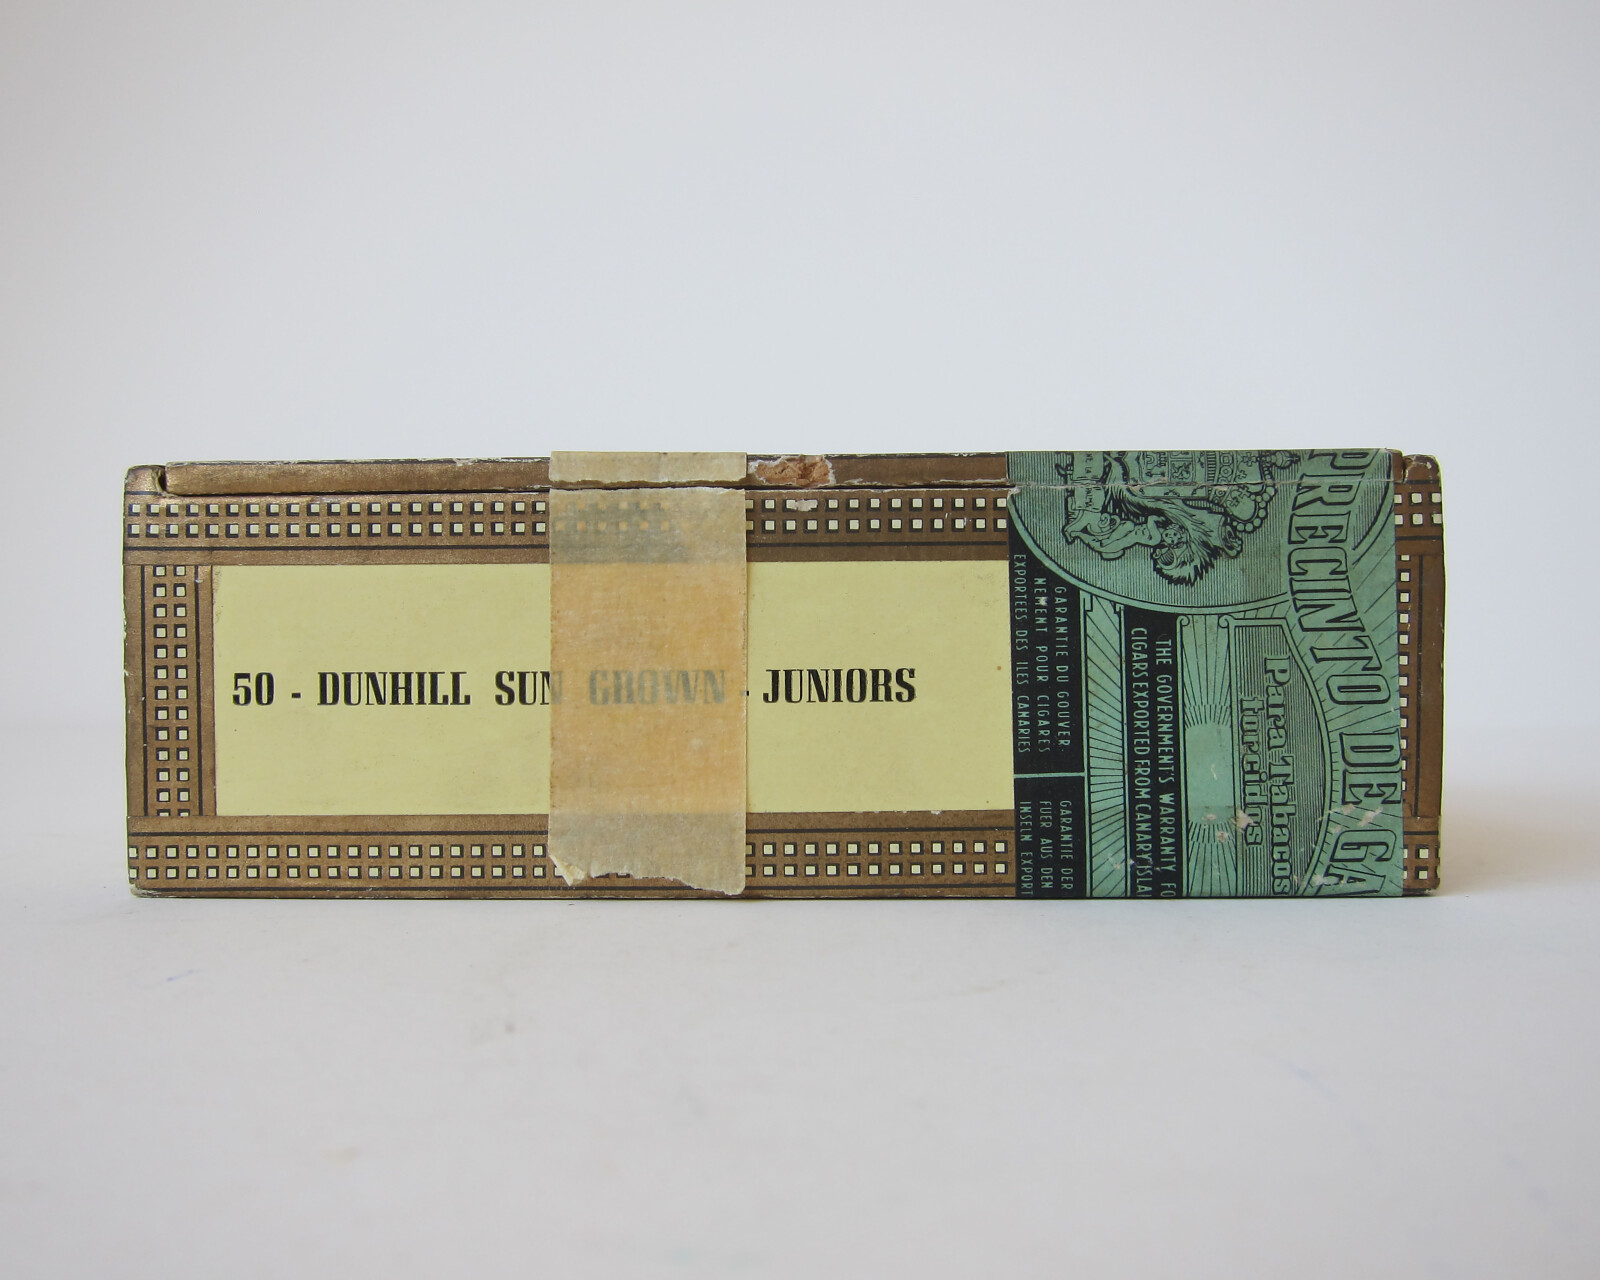 50 - DUNHILL SUN GROWN - JUNIORS
PRECINTO DE GA
Para Tabacos
torcidos
THE GOVERNMENT'S WARRANTY FO
CIGARS EXPORTED FROM CANARY ISLA
GARANTIE DU GOUVER-
NEMENT POUR CIGARES
EXPORTÉES DES ILES CANARIES
GARANTIE DER
FUER AUS DEN
INSELN EXPORT